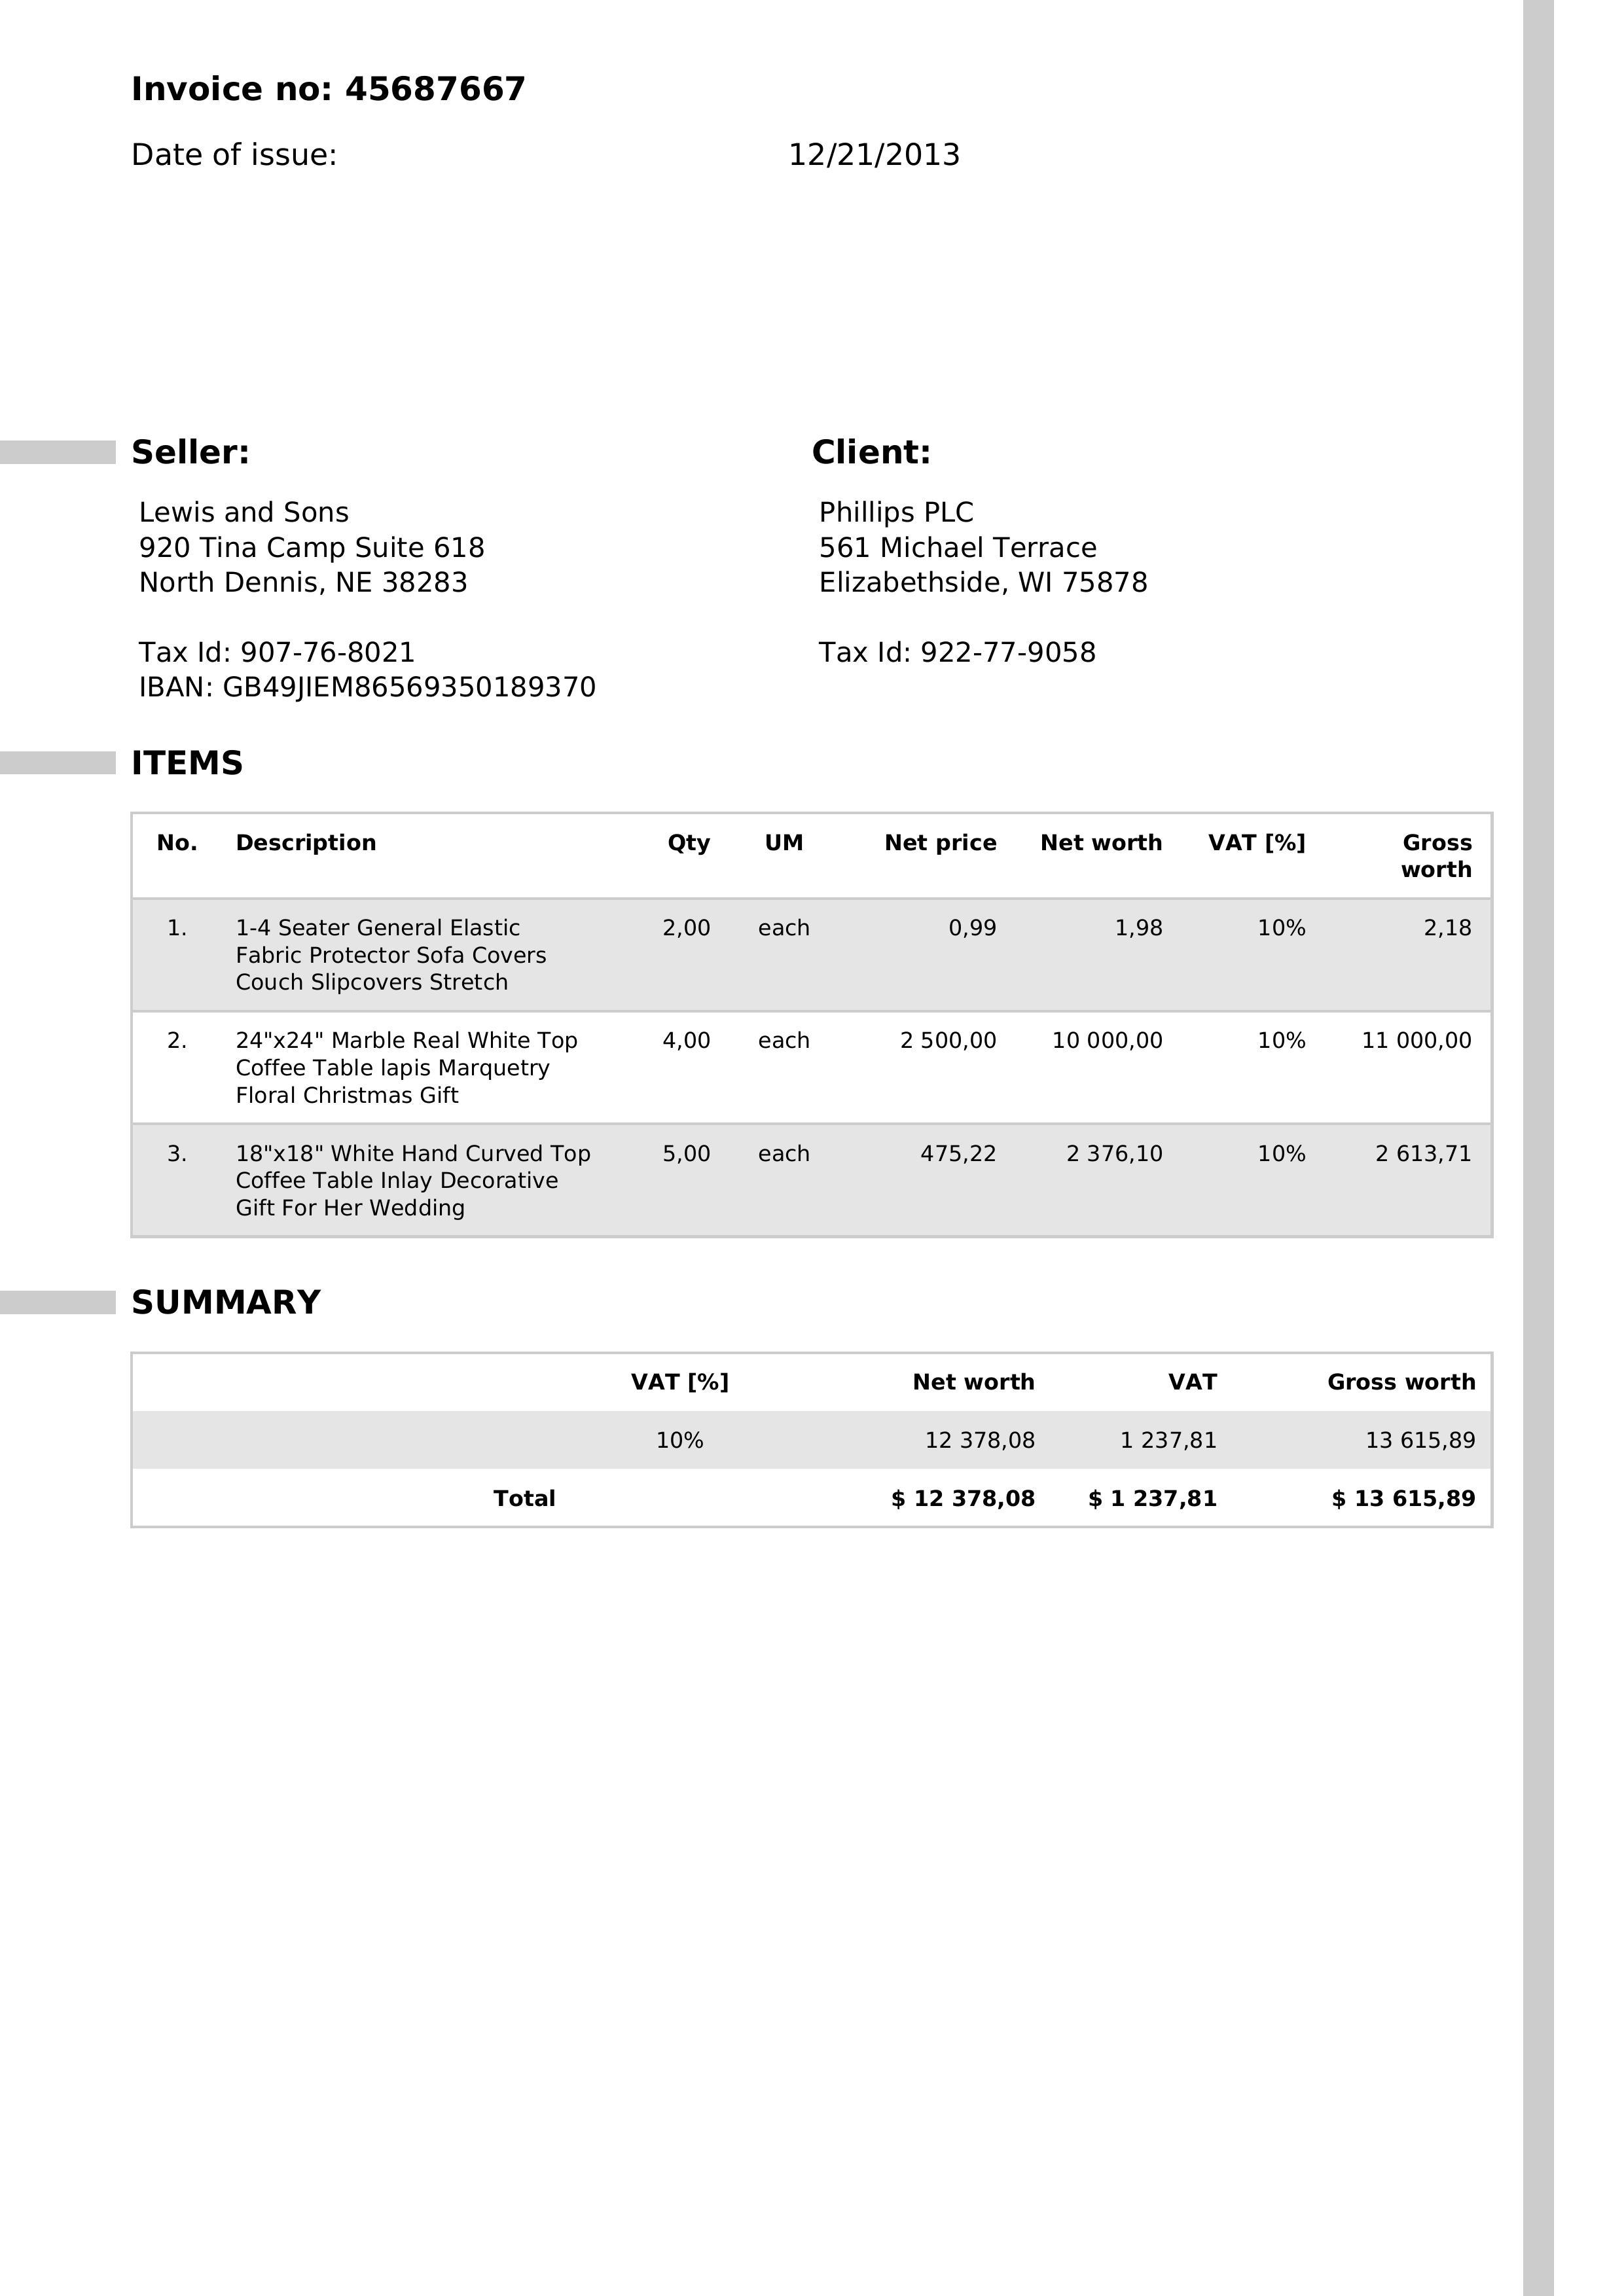 Invoice no: 45687667
Date of issue: 12/21/2013
Seller:
Lewis and Sons
920 Tina Camp Suite 618
North Dennis, NE 38283
Tax Id: 907-76-8021
IBAN: GB49JIEM86569350189370
Client:
Phillips PLC
561 Michael Terrace
Elizabethside, WI 75878
Tax Id: 922-77-9058
ITEMS
No. Description Qty UM Net price Net worth VAT [%] Gross
worth
1. 1-4 Seater General Elastic 2,00 each 0,99 1,98 10% 2,18
Fabric Protector Sofa Covers
Couch Slipcovers Stretch
2. 24"x24" Marble Real White Top 4,00 each 2 500,00 10 000,00 10% 11 000,00
Coffee Table lapis Marquetry
Floral Christmas Gift
3. 18"x18" White Hand Curved Top 5,00 each 475,22 2 376,10 10% 2 613,71
Coffee Table Inlay Decorative
Gift For Her Wedding
SUMMARY
VAT [%] Net worth VAT Gross worth
10% 12 378,08 1 237,81 13 615,89
Total $ 12 378,08 $ 1 237,81 $ 13 615,89